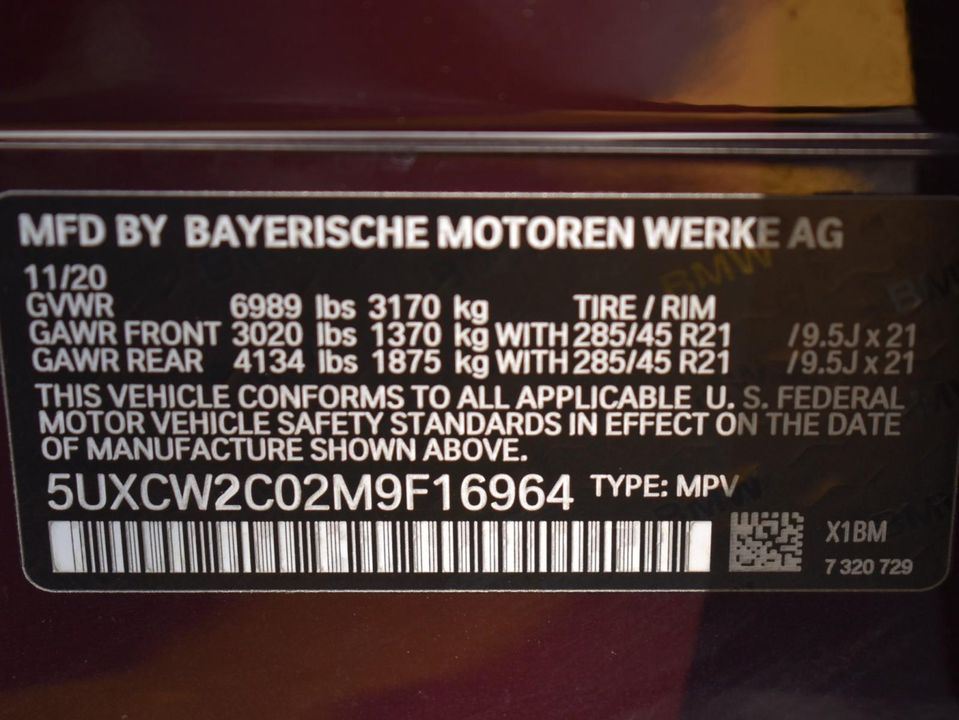 MFD BY BAYERISCHE MOTOREN WERKE AG
11/20
GVWR 6989 lbs 3170 kg TIRE / RIM
GAWR FRONT 3020 lbs 1370 kg WITH 285/45 R21 /9.5J x 21
GAWR REAR 4134 lbs 1875 kg WITH 285/45 R21 /9.5J x 21
THIS VEHICLE CONFORMS TO ALL APPLICABLE U. S. FEDERAL
MOTOR VEHICLE SAFETY STANDARDS IN EFFECT ON THE DATE
OF MANUFACTURE SHOWN ABOVE.
5UXCW2C02M9F16964 TYPE: MPV
X1BM
7 320 729
BMW